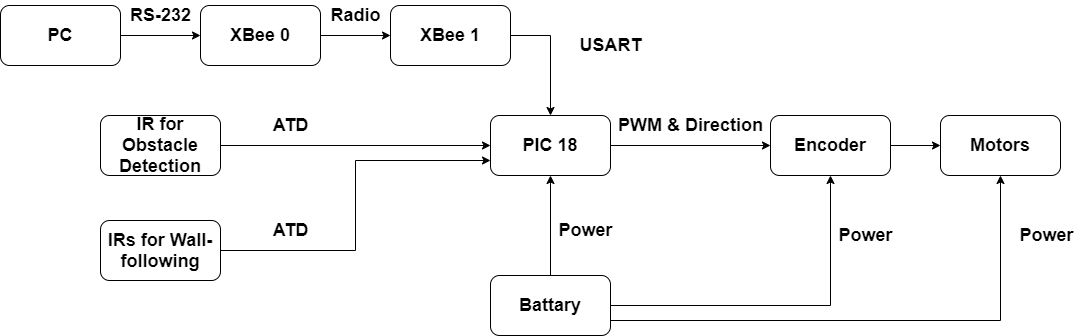 RS-232
Radio
PC
XBee 0
XBee 1
USART
IR for
Obstacle
Detection
ATD
PIC 18
PWM & Direction
Encoder
Motors
IRs for Wall-
following
ATD
Power
Power
Power
Battary